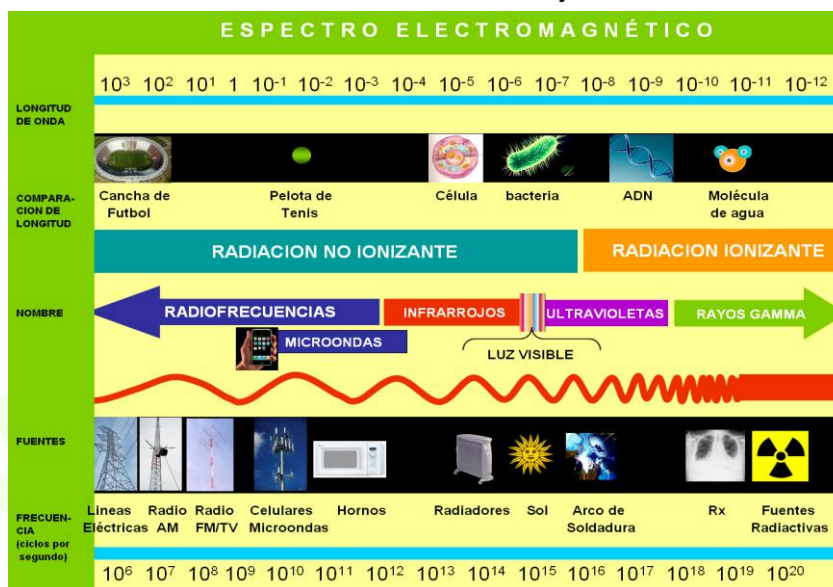 ESPECTRO ELECTROMAGNÉTICO
10³ 10² 10¹ 1 10⁻¹ 10⁻² 10⁻³ 10⁻⁴ 10⁻⁵ 10⁻⁶ 10⁻⁷ 10⁻⁸ 10⁻⁹ 10⁻¹⁰ 10⁻¹¹ 10⁻¹²
LONGITUD
DE ONDA
COMPARA-
CION DE
LONGITUD
Cancha de
Futbol
Pelota de
Tenis
Célula
bacteria
ADN
Molécula
de agua
RADIACION NO IONIZANTE
RADIACION IONIZANTE
NOMBRE
RADIOFRECUENCIAS
INFRARROJOS
ULTRAVIOLETAS
RAYOS GAMMA
MICROONDAS
LUZ VISIBLE
FUENTES
Lineas
Eléctricas
Radio
AM
Radio
FM/TV
Celulares
Microondas
Hornos
Radiadores
Sol
Arco de
Soldadura
Rx
Fuentes
Radiactivas
FRECUEN-
CIA
(ciclos por
segundo)
10⁶ 10⁷ 10⁸ 10⁹ 10¹⁰ 10¹¹ 10¹² 10¹³ 10¹⁴ 10¹⁵ 10¹⁶ 10¹⁷ 10¹⁸ 10¹⁹ 10²⁰